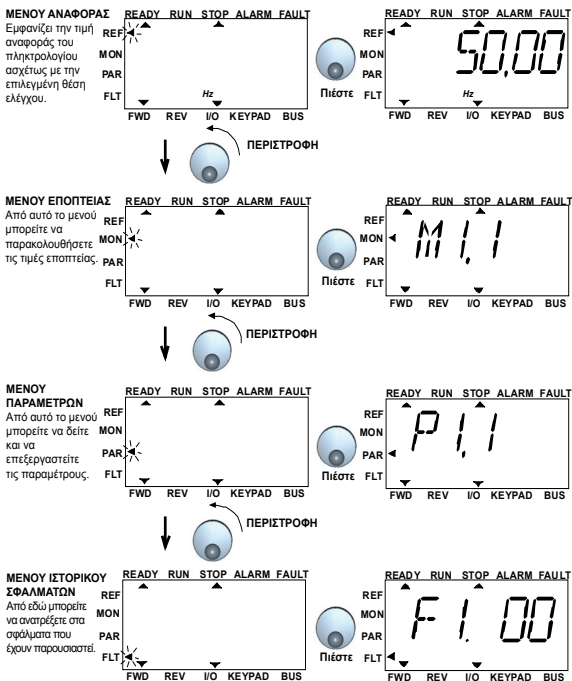 ΜΕΝΟΥ ΑΝΑΦΟΡΑΣ
Εμφανίζει την τιμή
αναφοράς του
πληκτρολογίου
ασχέτως με την
επιλεγμένη θέση
ελέγχου.
READY RUN STOP ALARM FAULT
REF
MON
PAR
FLT
Hz
FWD REV I/O KEYPAD BUS
Πιέστε
READY RUN STOP ALARM FAULT
REF
MON
PAR
FLT
50,00
Hz
FWD REV I/O KEYPAD BUS
ΠΕΡΙΣΤΡΟΦΗ
ΜΕΝΟΥ ΕΠΟΠΤΕΙΑΣ
Από αυτό το μενού
μπορείτε να
παρακολουθήσετε
τις τιμές εποπτείας.
READY RUN STOP ALARM FAULT
REF
MON
PAR
FLT
FWD REV I/O KEYPAD BUS
Πιέστε
READY RUN STOP ALARM FAULT
REF
MON
PAR
FLT
M1,1
FWD REV I/O KEYPAD BUS
ΠΕΡΙΣΤΡΟΦΗ
ΜΕΝΟΥ
ΠΑΡΑΜΕΤΡΩΝ
Από αυτό το μενού
μπορείτε να δείτε
και να
επεξεργαστείτε
τις παραμέτρους.
READY RUN STOP ALARM FAULT
REF
MON
PAR
FLT
FWD REV I/O KEYPAD BUS
Πιέστε
READY RUN STOP ALARM FAULT
REF
MON
PAR
FLT
P1,1
FWD REV I/O KEYPAD BUS
ΠΕΡΙΣΤΡΟΦΗ
ΜΕΝΟΥ ΙΣΤΟΡΙΚΟΥ
ΣΦΑΛΜΑΤΩΝ
Από εδώ μπορείτε
να ανατρέξετε στα
σφάλματα που
έχουν παρουσιαστεί.
READY RUN STOP ALARM FAULT
REF
MON
PAR
FLT
FWD REV I/O KEYPAD BUS
Πιέστε
READY RUN STOP ALARM FAULT
REF
MON
PAR
FLT
F1. 00
FWD REV I/O KEYPAD BUS